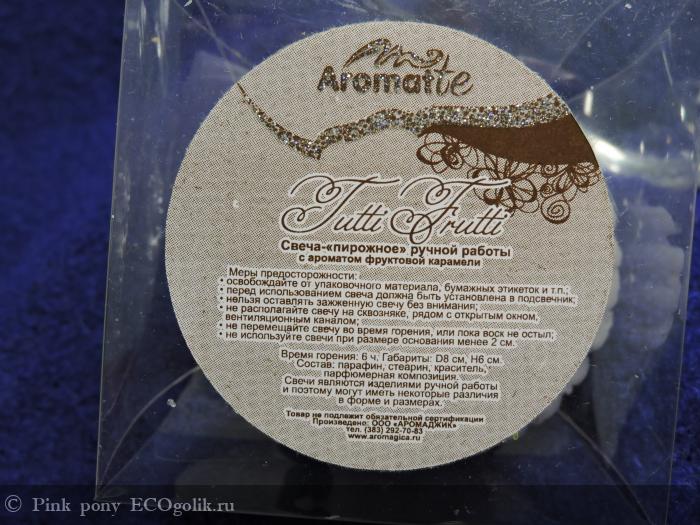 Aromatte
Tutti Frutti
Свеча-«пирожное» ручной работы
с ароматом фруктовой карамели
Меры предосторожности:
• освобождайте от упаковочного материала, бумажных этикеток и т.п.;
• перед использованием свеча должна быть установлена в подсвечник;
• нельзя оставлять зажженную свечу без внимания;
• не располагайте свечу на сквозняке, рядом с открытым окном,
вентиляционным каналом;
• не перемещайте свечу во время горения, или пока воск не остыл;
• не используйте свечи при размере основания менее 2 см.
Время горения: 6 ч. Габариты: D8 см, H6 см.
Состав: парафин, стеарин, краситель,
парфюмерная композиция.
Свечи являются изделиями ручной работы
и поэтому могут иметь некоторые различия
в форме и размерах.
Товар не подлежит обязательной сертификации
Произведено: ООО «АРОМАДЖИК»
тел. (383) 292-70-83
www.aromagica.ru
© Pink pony ECOgolik.ru